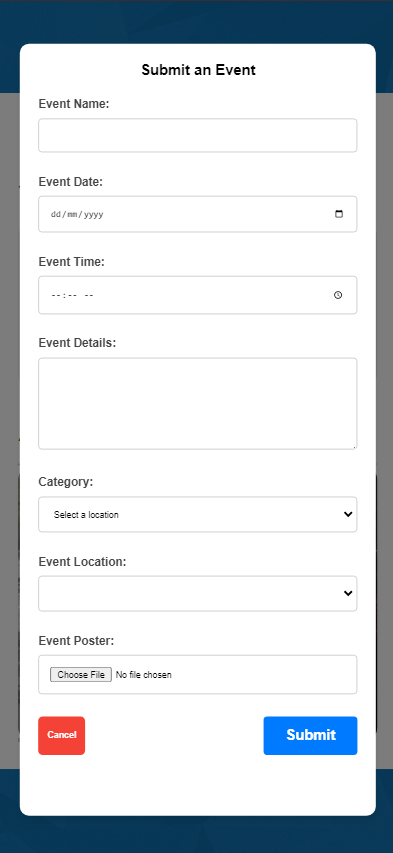 Submit an Event
Event Name:
Event Date:
dd/mm/yyyy
Event Time:
--:-- --
Event Details:
Category:
Select a location
Event Location:
Event Poster:
Choose File No file chosen
Cancel Submit